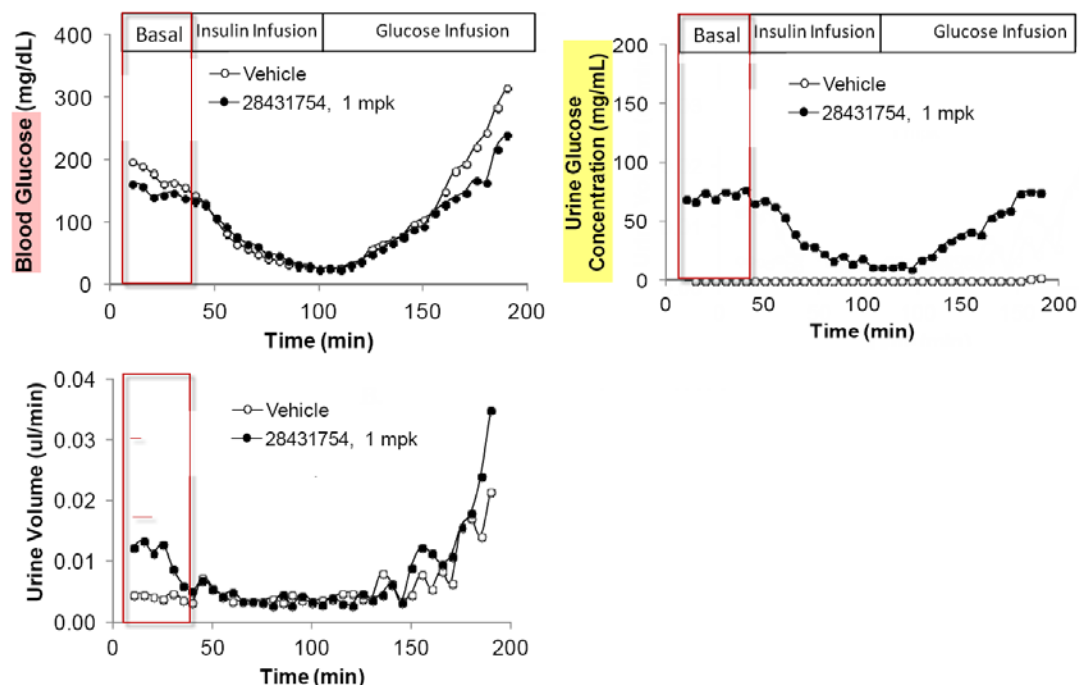 Basal Insulin Infusion Glucose Infusion
Blood Glucose (mg/dL)
400
300
200
100
0
Vehicle
28431754, 1 mpk
0 50 100 150 200
Time (min)
Basal Insulin Infusion Glucose Infusion
Urine Glucose
Concentration (mg/mL)
200
150
100
50
0
Vehicle
28431754, 1 mpk
0 50 100 150 200
Time (min)
Urine Volume (ul/min)
0.04
0.03
0.02
0.01
0.00
Vehicle
28431754, 1 mpk
0 50 100 150 200
Time (min)